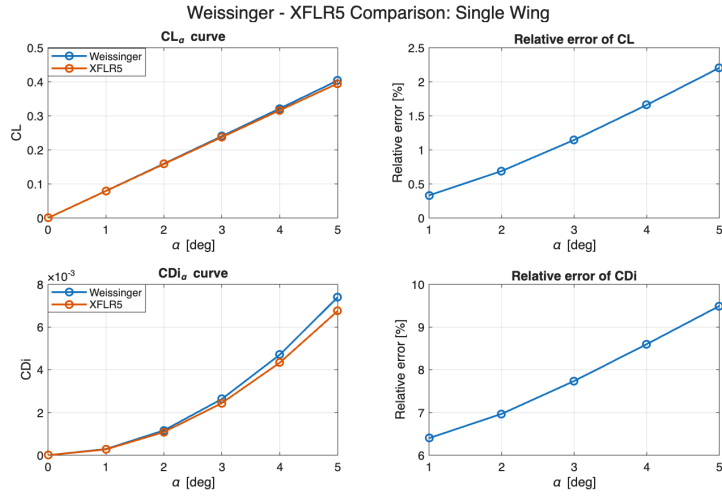 Weissinger - XFLR5 Comparison: Single Wing
CLα curve
Weissinger
XFLR5
CL
0.5
0.4
0.3
0.2
0.1
0
0 1 2 3 4 5
α [deg]
Relative error of CL
Relative error [%]
2.5
2
1.5
1
0.5
0
1 2 3 4 5
α [deg]
CDiα curve
×10-3
Weissinger
XFLR5
CDi
8
6
4
2
0
0 1 2 3 4 5
α [deg]
Relative error of CDi
Relative error [%]
10
9
8
7
6
1 2 3 4 5
α [deg]